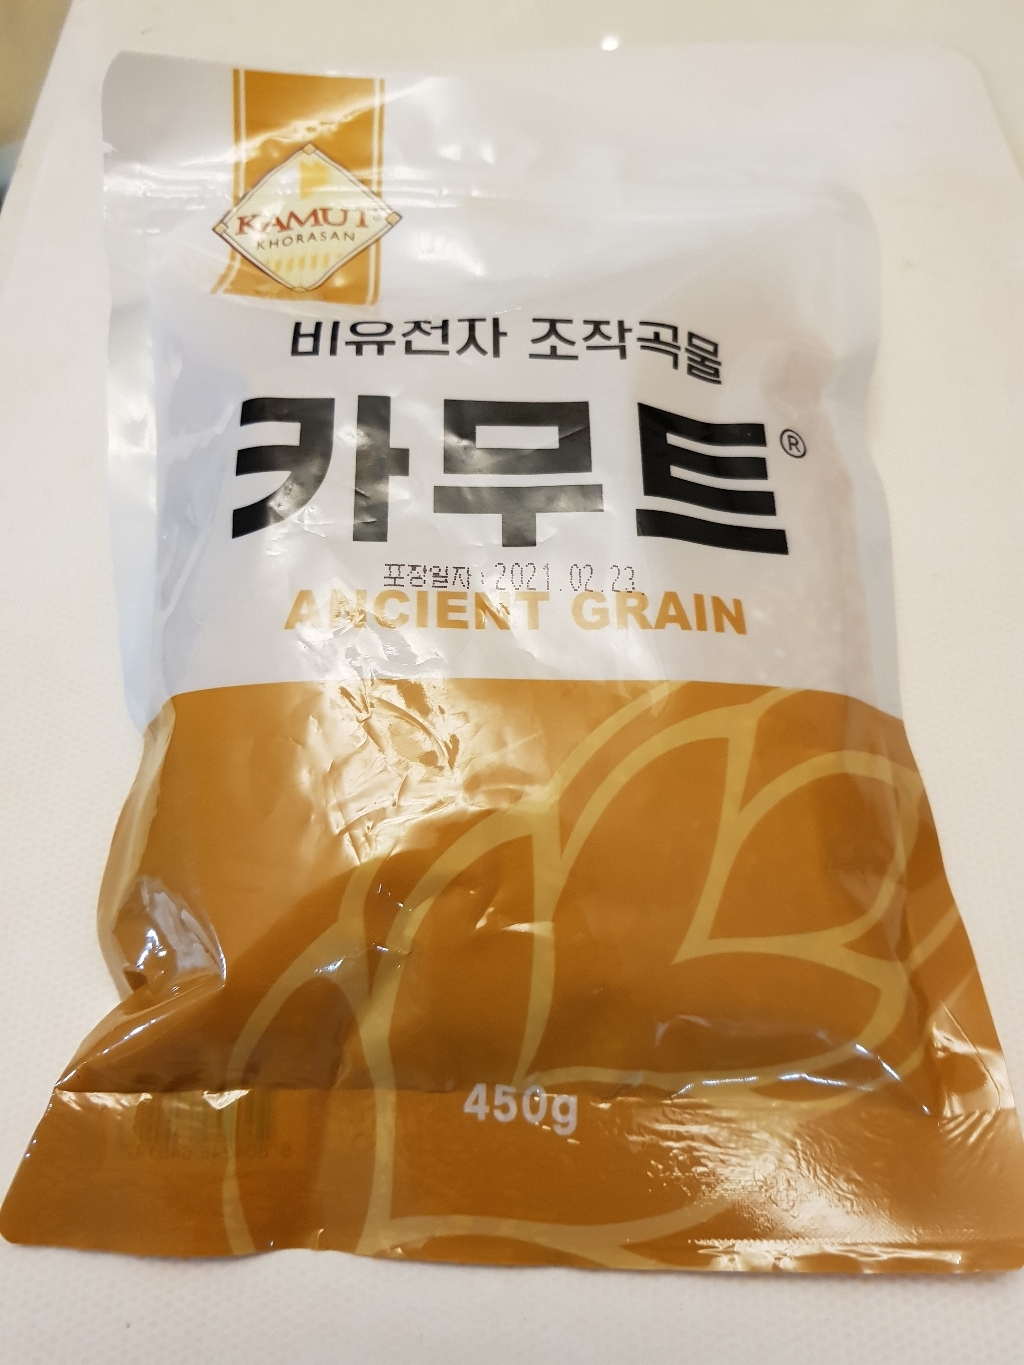 KAMUT®
KHORASAN
비유전자 조작곡물
카무트®
포장일자 : 2021.02.23
ANCIENT GRAIN
450g